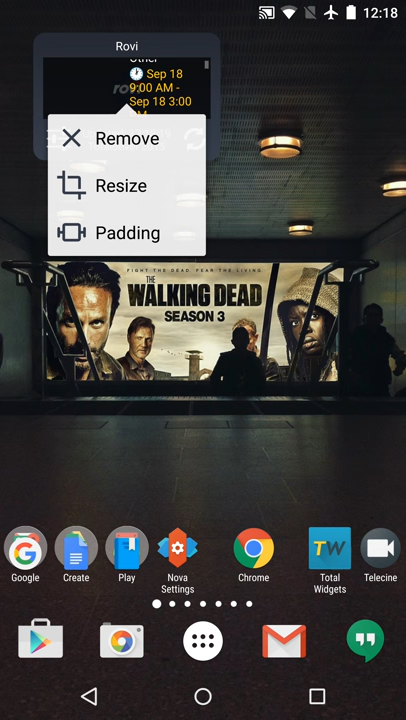 12:18
Rovi
Other
Sep 18
9:00 AM -
Sep 18 3:00
Remove
Resize
Padding
FIGHT THE DEAD. FEAR THE LIVING.
THE
WALKING DEAD
SEASON 3
Google
Create
Play
Nova
Settings
Chrome
TW
Total
Widgets
Telecine